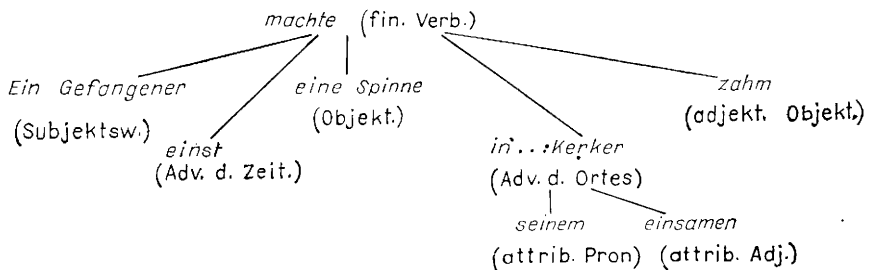 machte (fin. Verb.)
Ein Gefangener
(Subjektsw.)
einst
(Adv. d. Zeit.)
eine Spinne
(Objekt.)
in...:Kerker
(Adv. d. Ortes)
zahm
(adjekt. Objekt.)
seinem
(attrib. Pron)
einsamen
(attrib. Adj.)